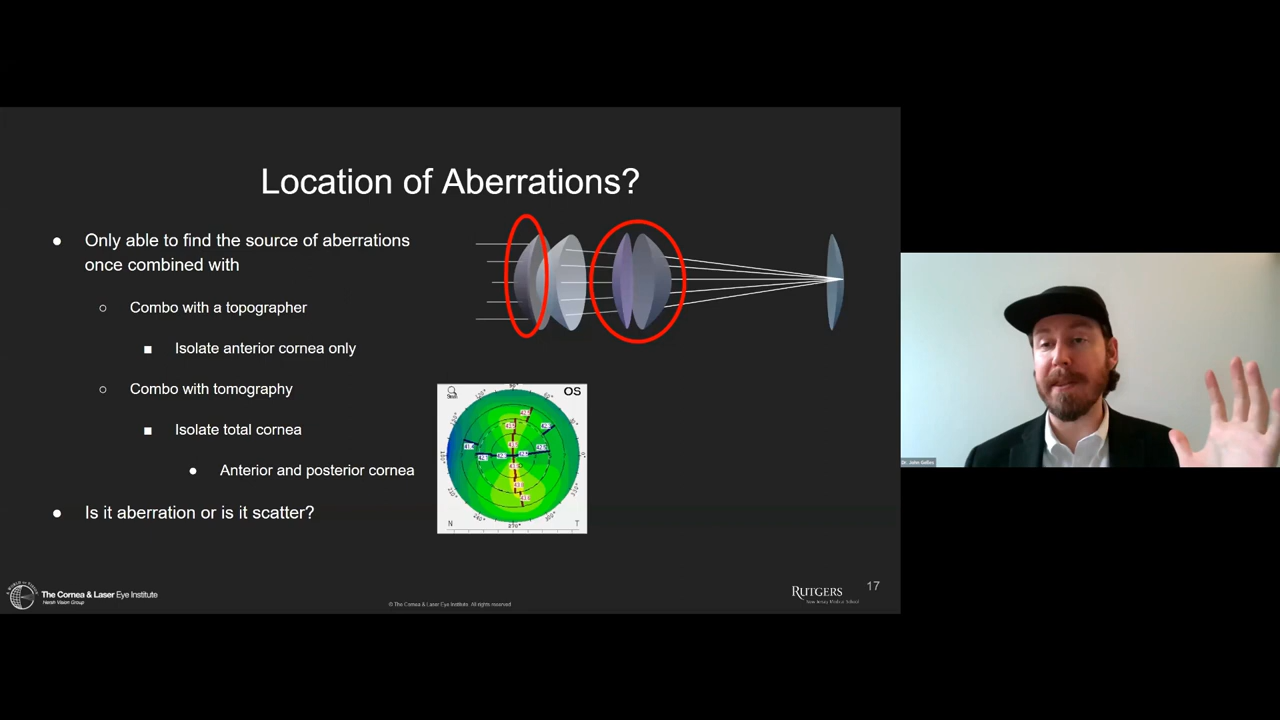 Location of Aberrations?
● Only able to find the source of aberrations
once combined with
○ Combo with a topographer
■ Isolate anterior cornea only
○ Combo with tomography
■ Isolate total cornea
● Anterior and posterior cornea
● Is it aberration or is it scatter?
OS
N T
The Cornea & Laser Eye Institute
Hersh Vision Group
© The Cornea & Laser Eye Institute. All rights reserved
RUTGERS
New Jersey Medical School
17
Dr. John Gelles